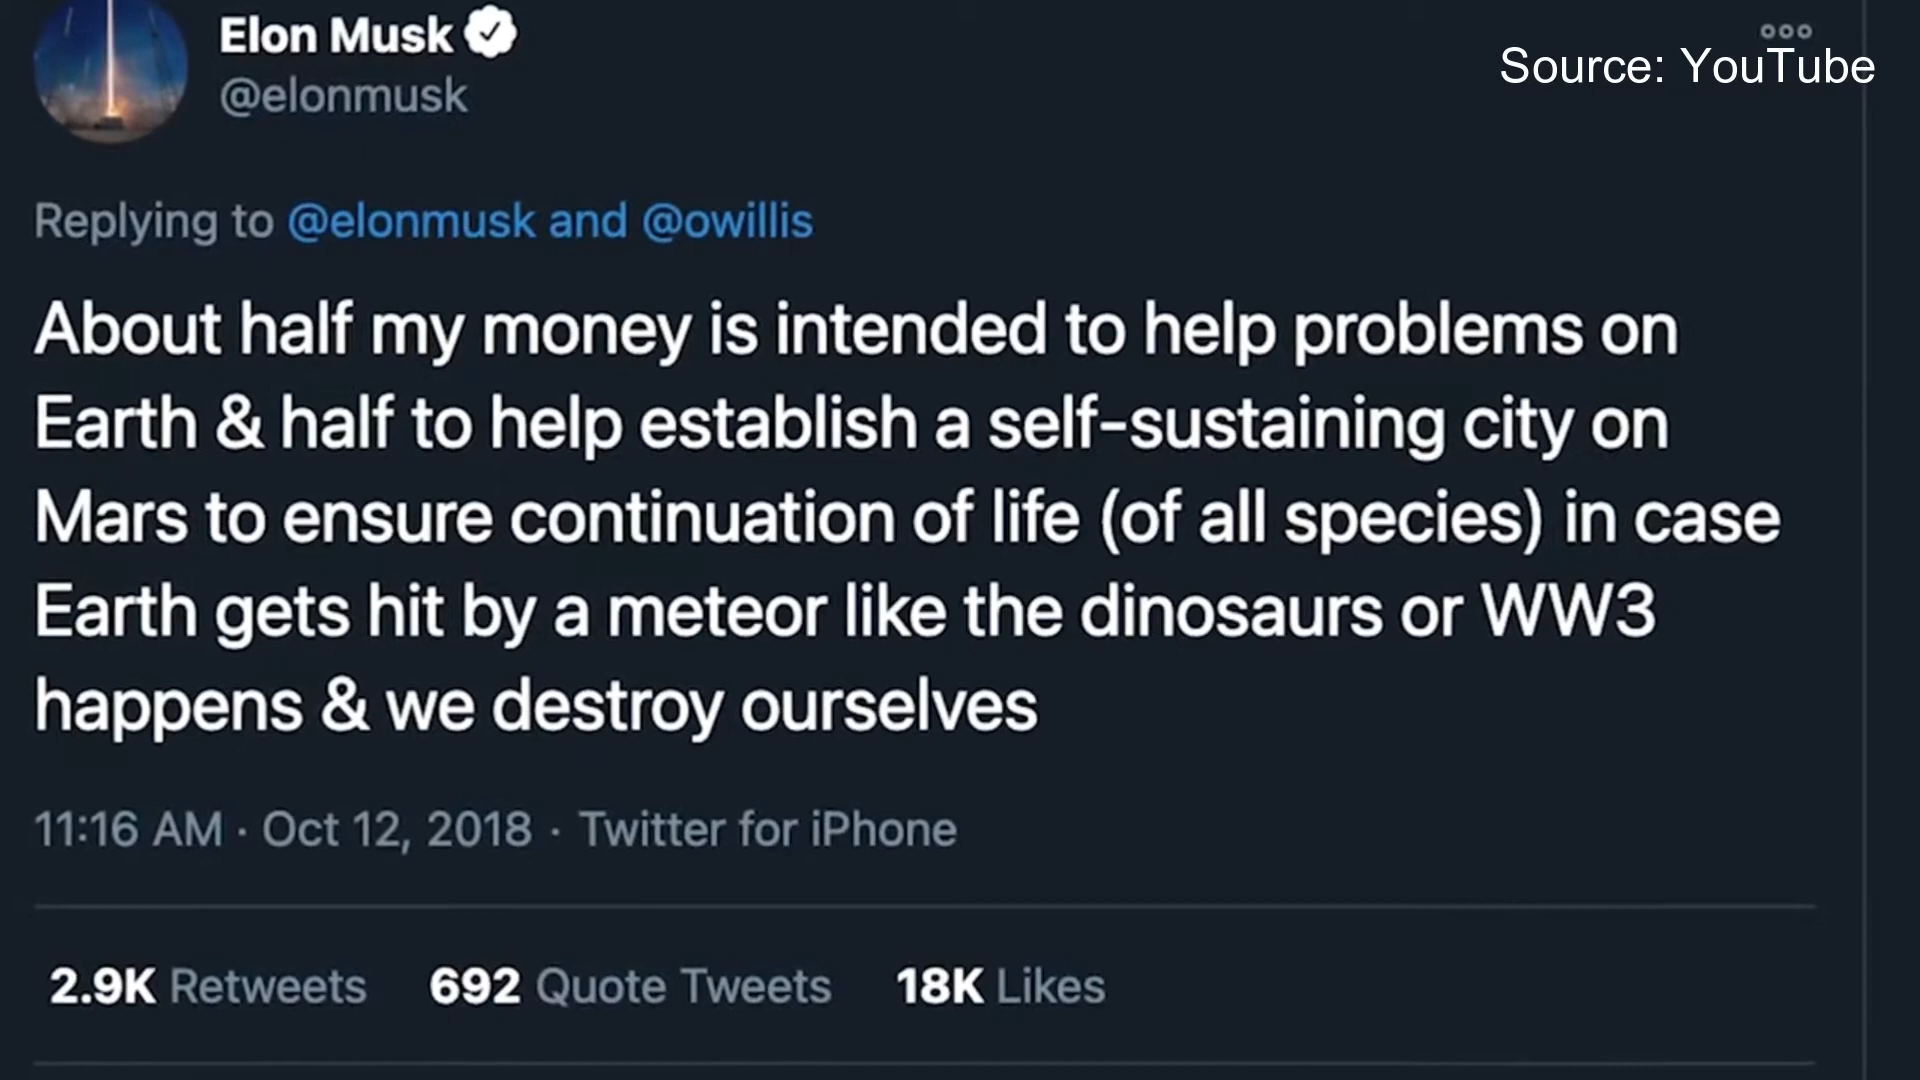 Elon Musk
@elonmusk
Source: YouTube
Replying to @elonmusk and @owillis
About half my money is intended to help problems on
Earth & half to help establish a self-sustaining city on
Mars to ensure continuation of life (of all species) in case
Earth gets hit by a meteor like the dinosaurs or WW3
happens & we destroy ourselves
11:16 AM · Oct 12, 2018 · Twitter for iPhone
2.9K Retweets 692 Quote Tweets 18K Likes